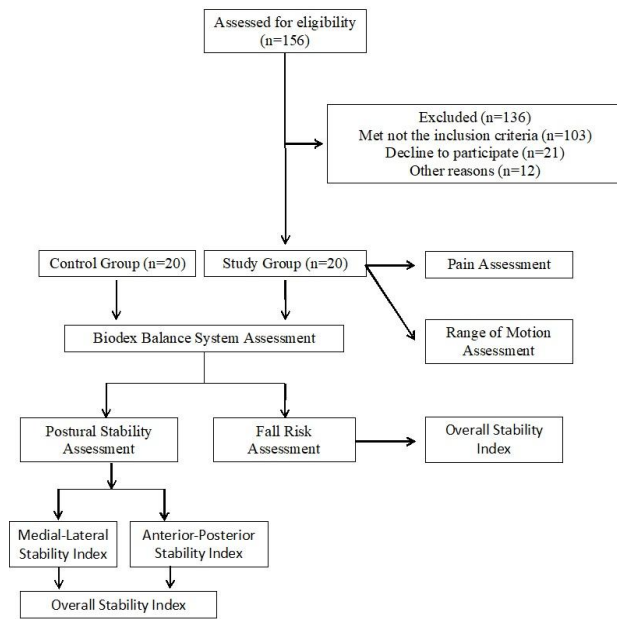 Assessed for eligibility
(n=156)
Excluded (n=136)
Met not the inclusion criteria (n=103)
Decline to participate (n=21)
Other reasons (n=12)
Control Group (n=20)
Study Group (n=20)
Pain Assessment
Biodex Balance System Assessment
Range of Motion
Assessment
Postural Stability
Assessment
Fall Risk
Assessment
Overall Stability
Index
Medial-Lateral
Stability Index
Anterior-Posterior
Stability Index
Overall Stability Index